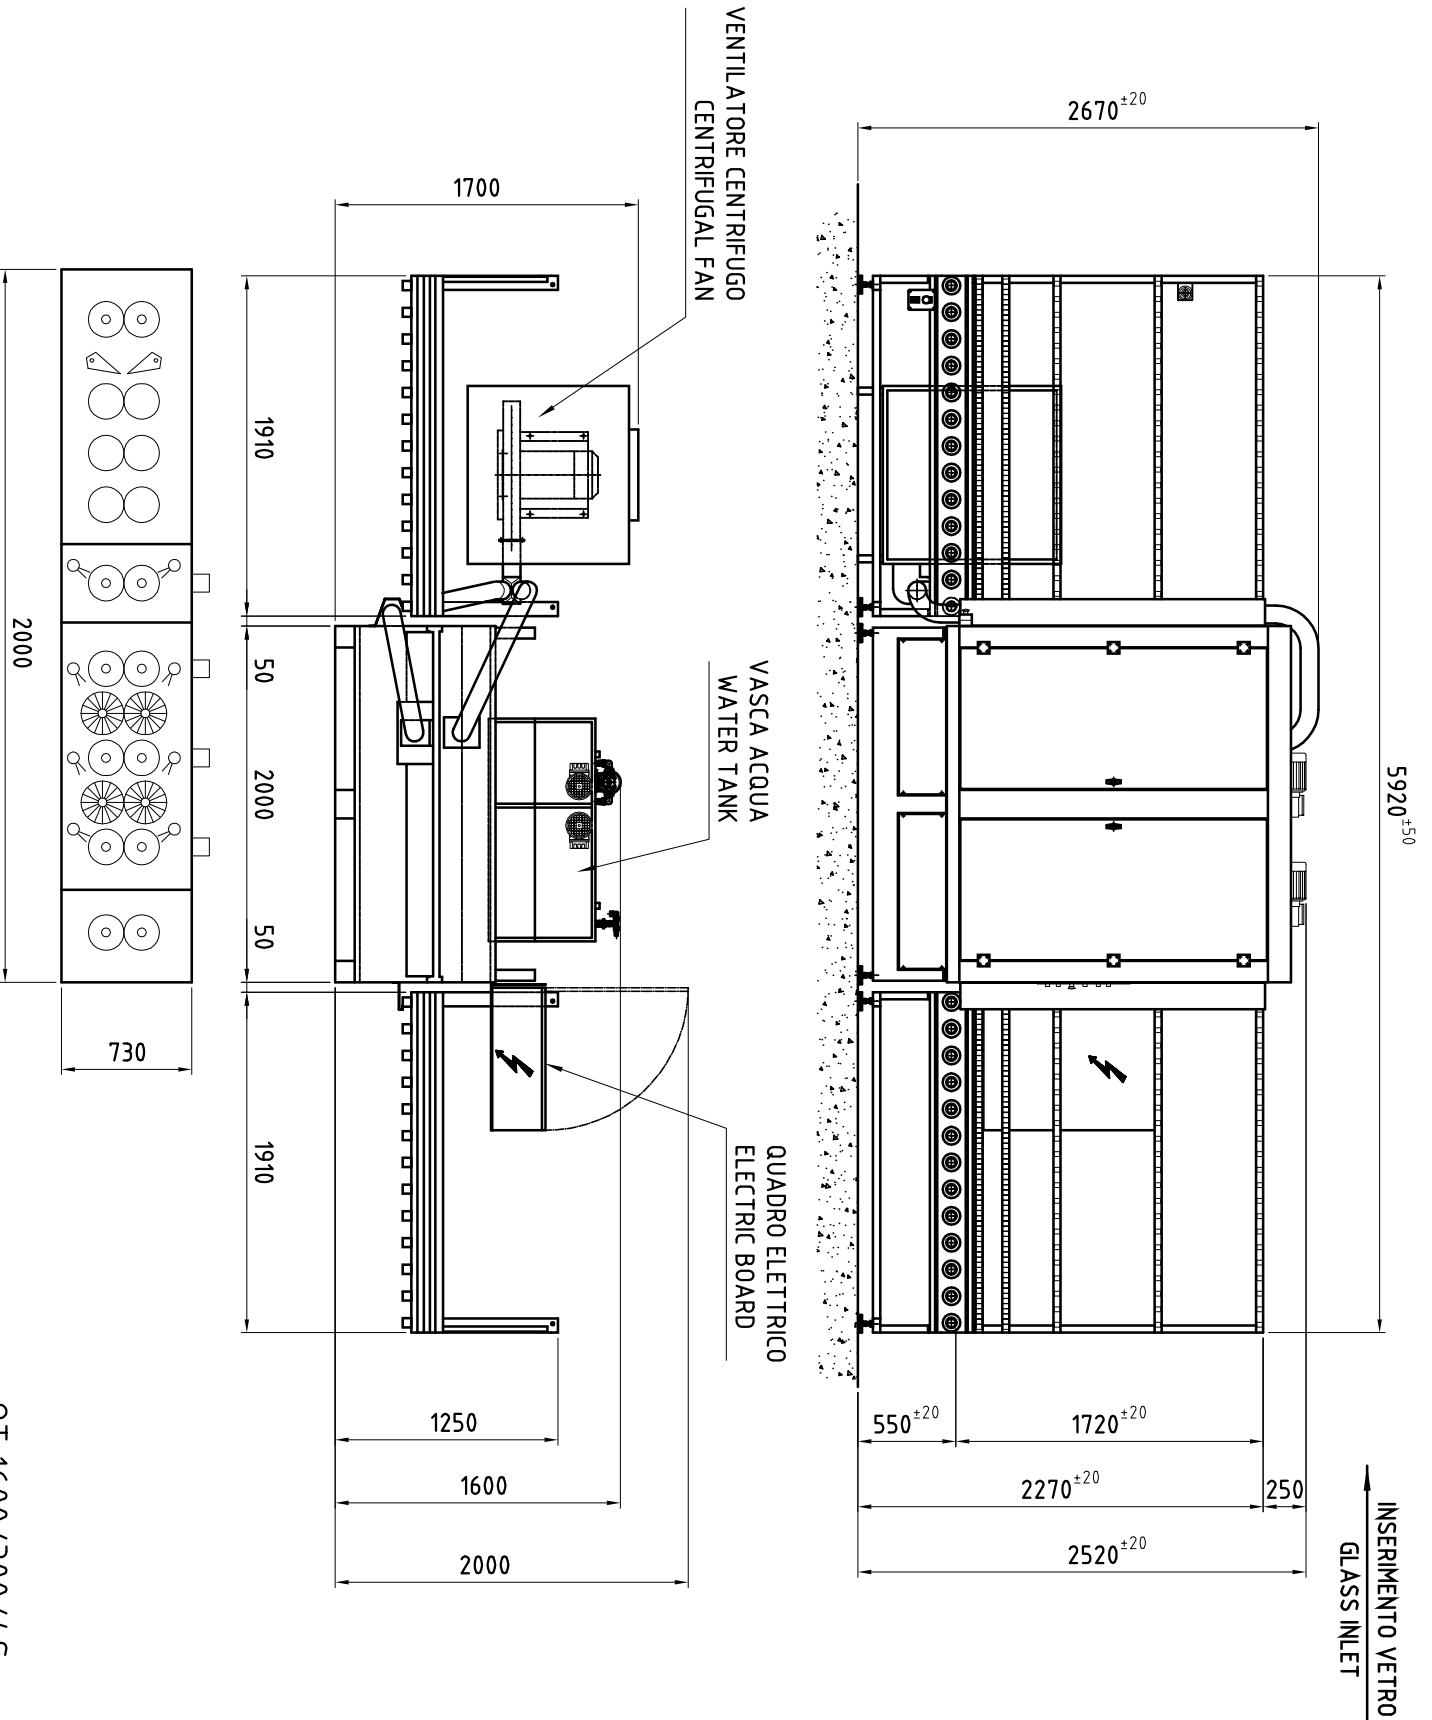 INSERIMENTO VETRO
GLASS INLET
5920±50
2670±20
250
1720±20
550±20
2270±20
2520±20
VENTILATORE CENTRIFUGO
CENTRIFUGAL FAN
VASCA ACQUA
WATER TANK
QUADRO ELETTRICO
ELECTRIC BOARD
1700
1250
1600
2000
1910
50
2000
50
1910
730
2000